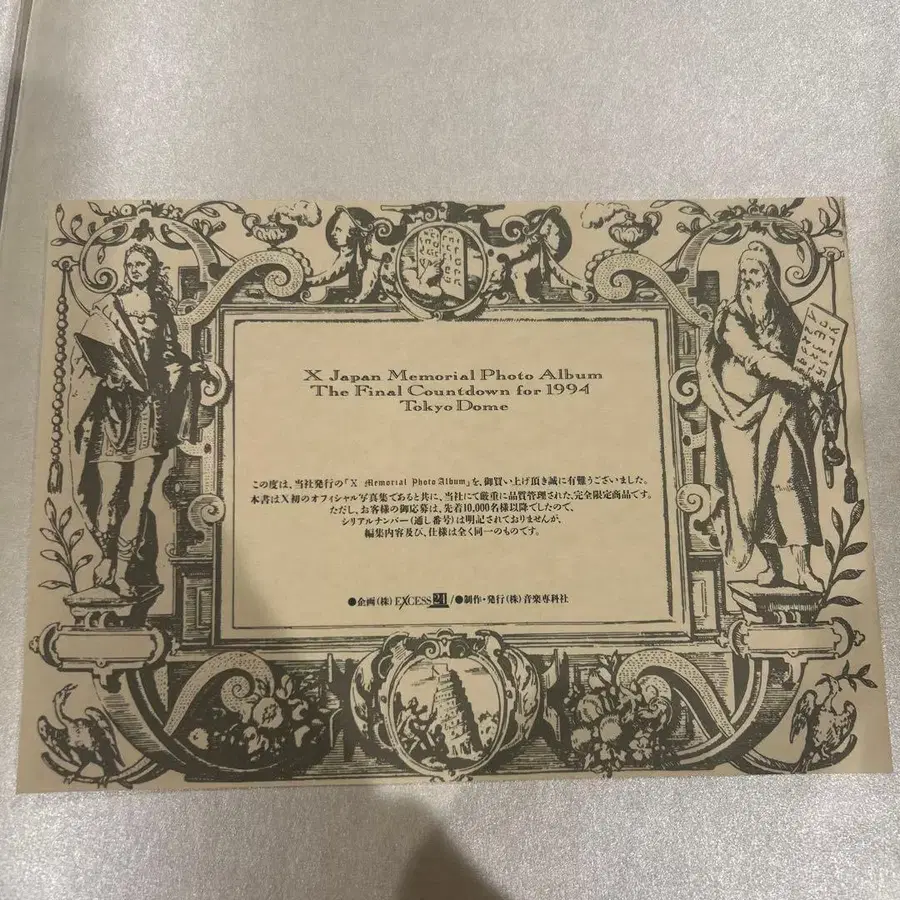 X Japan Memorial Photo Album
The Final Countdown for 1994
Tokyo Dome
この度は、当社発行の「X Memorial Photo Album」を、御買い上げ頂き誠に有難うございました。
本書はX初のオフィシャル写真集であると共に、当社にて厳重に品質管理された、完全限定商品です。
ただし、お客様の御応募は、先着10,000名様以降でしたので、
シリアルナンバー(通し番号)は明記されておりませんが、
編集内容及び、仕様は全く同一のものです。
●企画(株)EXCESS21/●制作・発行(株)音楽専科社